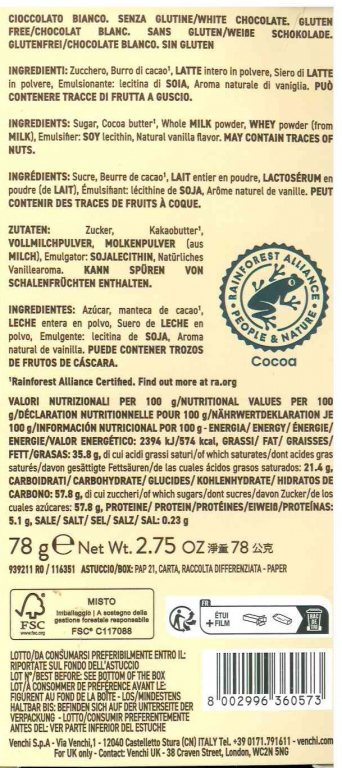 CIOCCOLATO BIANCO. SENZA GLUTINE/WHITE CHOCOLATE. GLUTEN
FREE/CHOCOLAT BLANC. SANS GLUTEN/WEIßE SCHOKOLADE.
GLUTENFREI/CHOCOLATE BLANCO. SIN GLUTEN
INGREDIENTI: Zucchero, Burro di cacao¹, LATTE intero in polvere, Siero di LATTE
in polvere, Emulsionante: lecitina di SOIA, Aroma naturale di vaniglia. PUÒ
CONTENERE TRACCE DI FRUTTA A GUSCIO.
INGREDIENTS: Sugar, Cocoa butter¹, Whole MILK powder, WHEY powder (from
MILK), Emulsifier: SOY lecithin, Natural vanilla flavor. MAY CONTAIN TRACES OF
NUTS.
INGRÉDIENTS: Sucre, Beurre de cacao¹, LAIT entier en poudre, LACTOSÉRUM en
poudre (de LAIT), Émulsifiant: lécithine de SOJA, Arôme naturel de vanille. PEUT
CONTENIR DES TRACES DE FRUITS À COQUE.
ZUTATEN: Zucker, Kakaobutter¹,
VOLLMILCHPULVER, MOLKENPULVER (aus
MILCH), Emulgator: SOJALECITHIN, Natürliches
Vanillearoma. KANN SPÜREN VON
SCHALENFRÜCHTEN ENTHALTEN.
INGREDIENTES: Azúcar, manteca de cacao¹,
LECHE entera en polvo, Suero de LECHE en
polvo, Emulgente: lecitina de SOJA, Aroma
natural de vainilla. PUEDE CONTENER TROZOS
DE FRUTOS DE CÁSCARA.
RAINFOREST ALLIANCE
PEOPLE & NATURE
Cocoa
¹Rainforest Alliance Certified. Find out more at ra.org
VALORI NUTRIZIONALI PER 100 g/NUTRITIONAL VALUES PER 100
g/DÉCLARATION NUTRITIONNELLE POUR 100 g/NÄHRWERTDEKLARATION JE
100 g/INFORMACIÓN NUTRICIONAL POR 100 g - ENERGIA/ ENERGY/ ÉNERGIE/
ENERGIE/VALOR ENERGÉTICO: 2394 kJ/574 kcal, GRASSI/ FAT/ GRAISSES/
FETT/GRASAS: 35.8 g, di cui acidi grassi saturi/of which saturates/dont acides gras
saturés/davon gesättigte Fettsäuren/de las cuales ácidos grasos saturados: 21.4 g,
CARBOIDRATI/ CARBOHYDRATE/ GLUCIDES/ KOHLENHYDRATE/ HIDRATOS DE
CARBONO: 57.8 g, di cui zuccheri/of which sugars/dont sucres/davon Zucker/de los
cuales azúcares: 57.8 g, PROTEINE/ PROTEIN/PROTÉINES/EIWEIß/PROTEÍNAS:
5.1 g, SALE/ SALT/ SEL/ SALZ/ SAL: 0.23 g
78 g℮ Net Wt. 2.75 OZ 淨重 78 公克
939211 R0 / 116351 ASTUCCIO/BOX: PAP 21, CARTA, RACCOLTA DIFFERENZIATA - PAPER
FSC
www.fsc.org
MISTO
Imballaggio | A sostegno della
gestione forestale responsabile
FSC® C117088
FR
ÉTUI
+ FILM
BAC DE TRI
LOTTO/DA CONSUMARSI PREFERIBILMENTE ENTRO IL:
RIPORTATE SUL FONDO DELL'ASTUCCIO
LOT N°/BEST BEFORE: SEE BOTTOM OF THE BOX
LOT/À CONSOMMER DE PRÉFÉRENCE AVANT LE:
FIGURENT AU FOND DE LA BOÎTE - LOS/MINDESTENS
HALTBAR BIS: BEFINDEN SICH AUF DER UNTERSEITE DER
VERPACKUNG - LOTTO/CONSUMIR PREFERENTEMENTE
ANTES DEL: VER PARTE INFERIOR DEL ESTUCHE
8 002996 360573
Venchi S.p.A - Via Venchi,1 - 12040 Castelletto Stura (CN) ITALY Tel. +39 0171.791611 - venchi.com
For UK only - Contact: Venchi UK - 38 Craven Street, London, WC2N 5NG